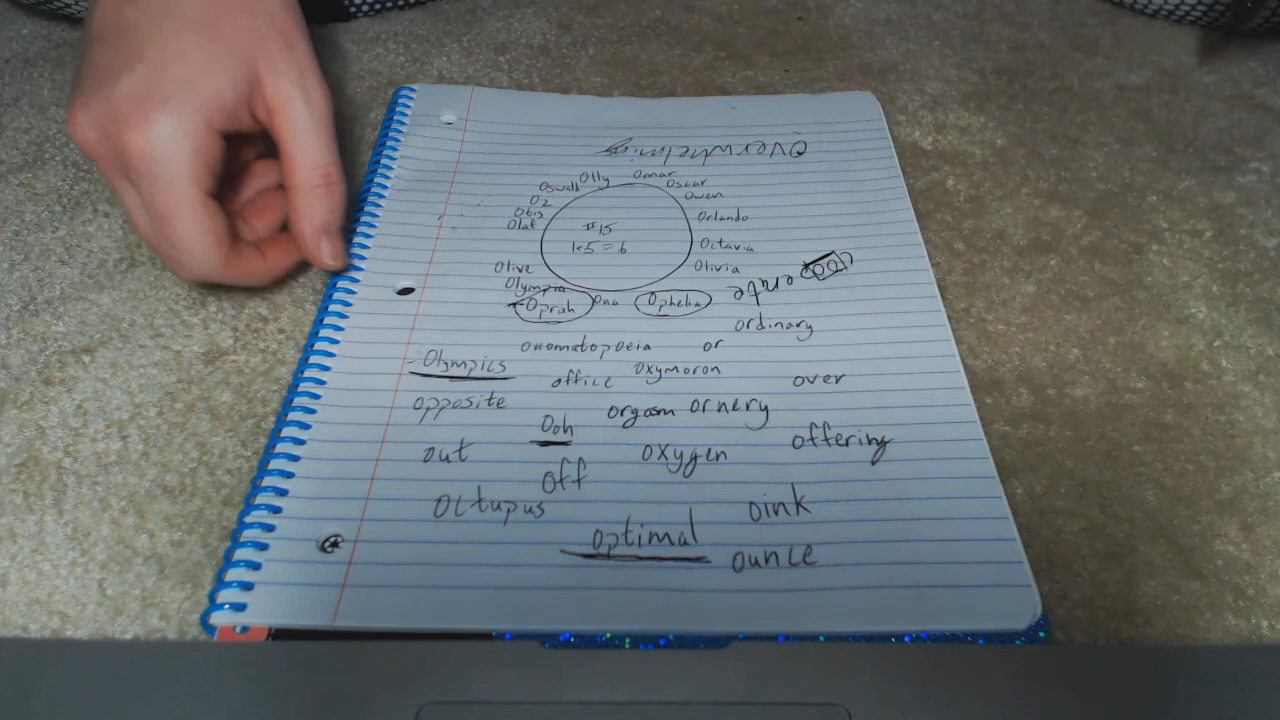 Overwhelming
Olly Omar
Oswald Oscar
Oz Owen
Otis Orlando
Olaf #15
1+5=6 Octavia
Olive Olivia
Olympia
Oprah Ona Ophelia
ordinary
onomatopoeia or
Olympics office oxymoron over
opposite orgasm ornery
out Ooh oxygen offering
off
Octupus oink
optimal
ounce